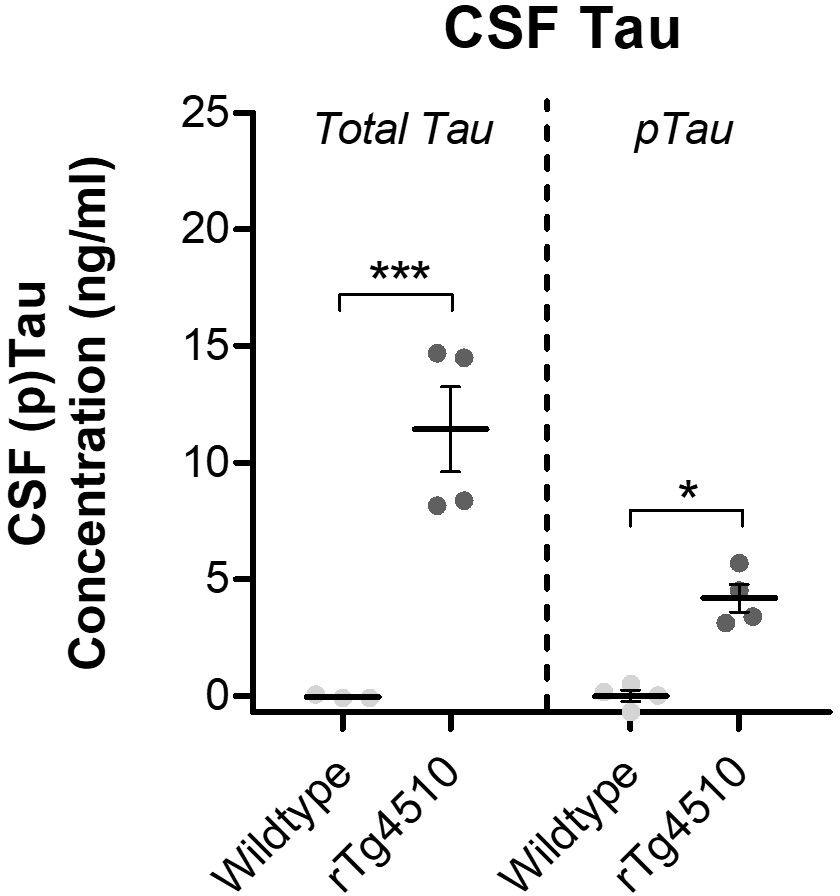 CSF Tau
Total Tau
pTau
CSF (p)Tau
Concentration (ng/ml)
25
20
15
10
5
0
***
*
Wildtype
rTg4510
Wildtype
rTg4510